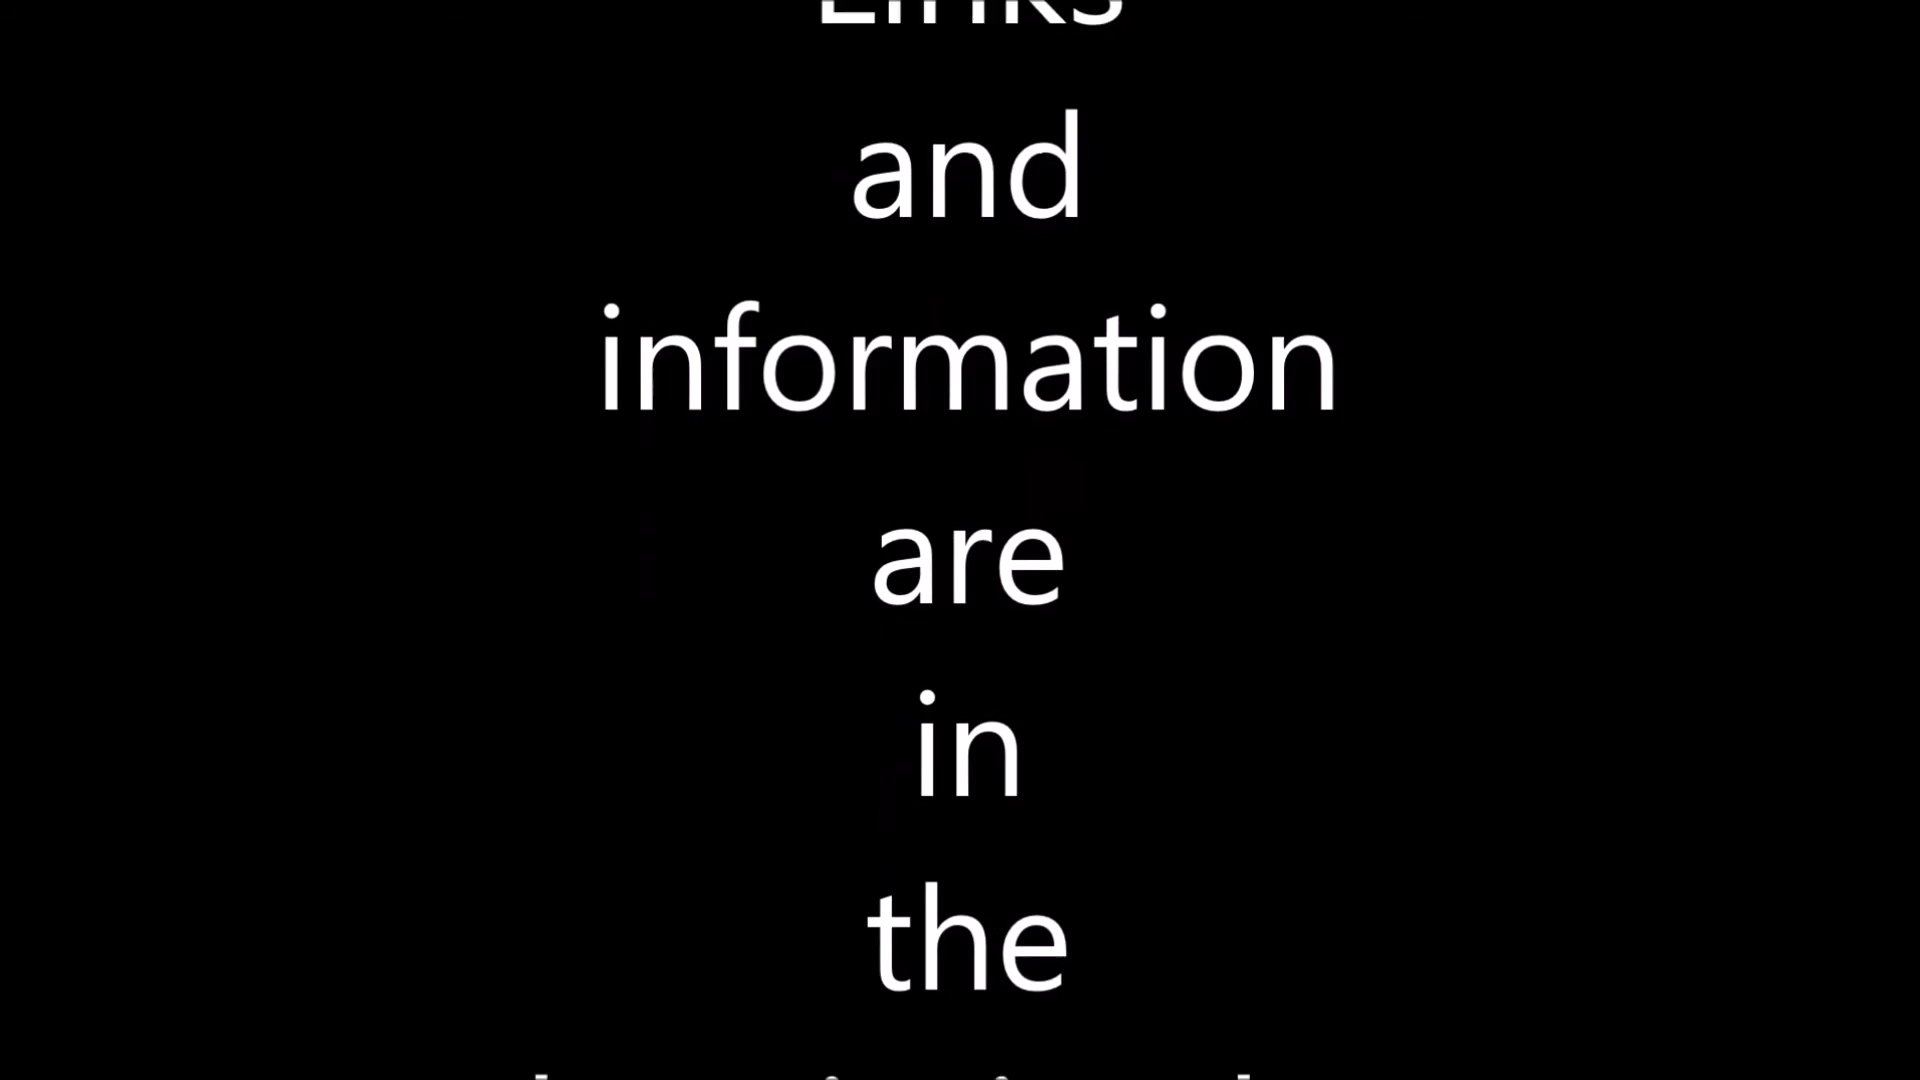 Links
and
information
are
in
the